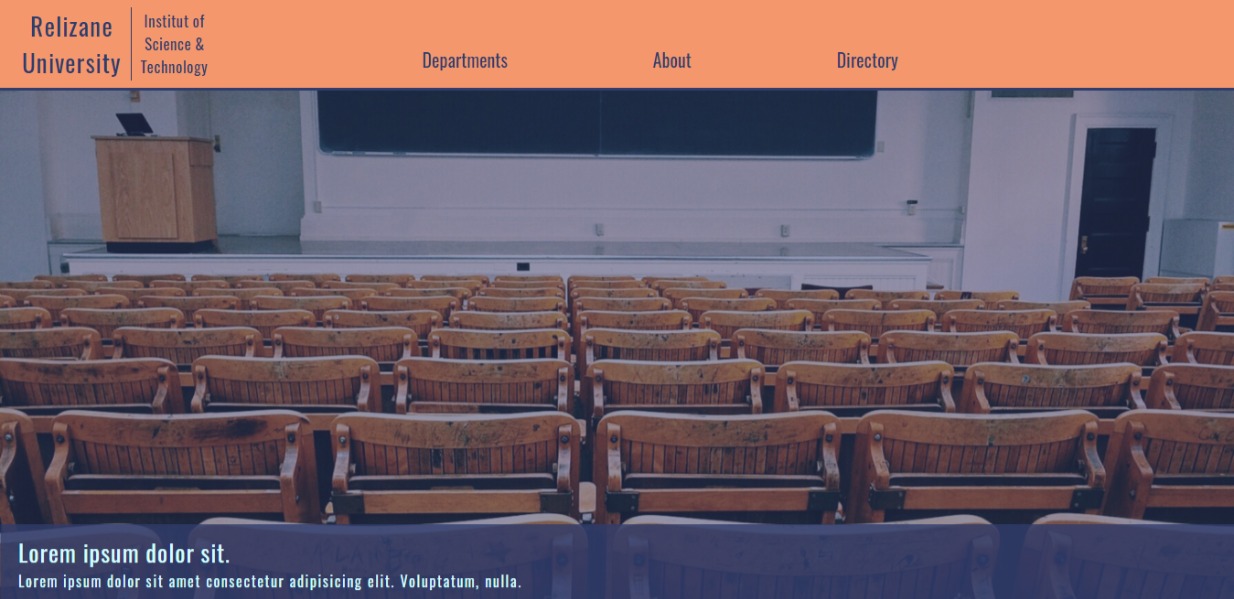 Relizane
University
Institut of
Science &
Technology
Departments
About
Directory
Lorem ipsum dolor sit.
Lorem ipsum dolor sit amet consectetur adipisicing elit. Voluptatum, nulla.